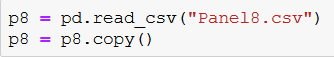 p8 = pd.read_csv("Panel8.csv")
p8 = p8.copy()